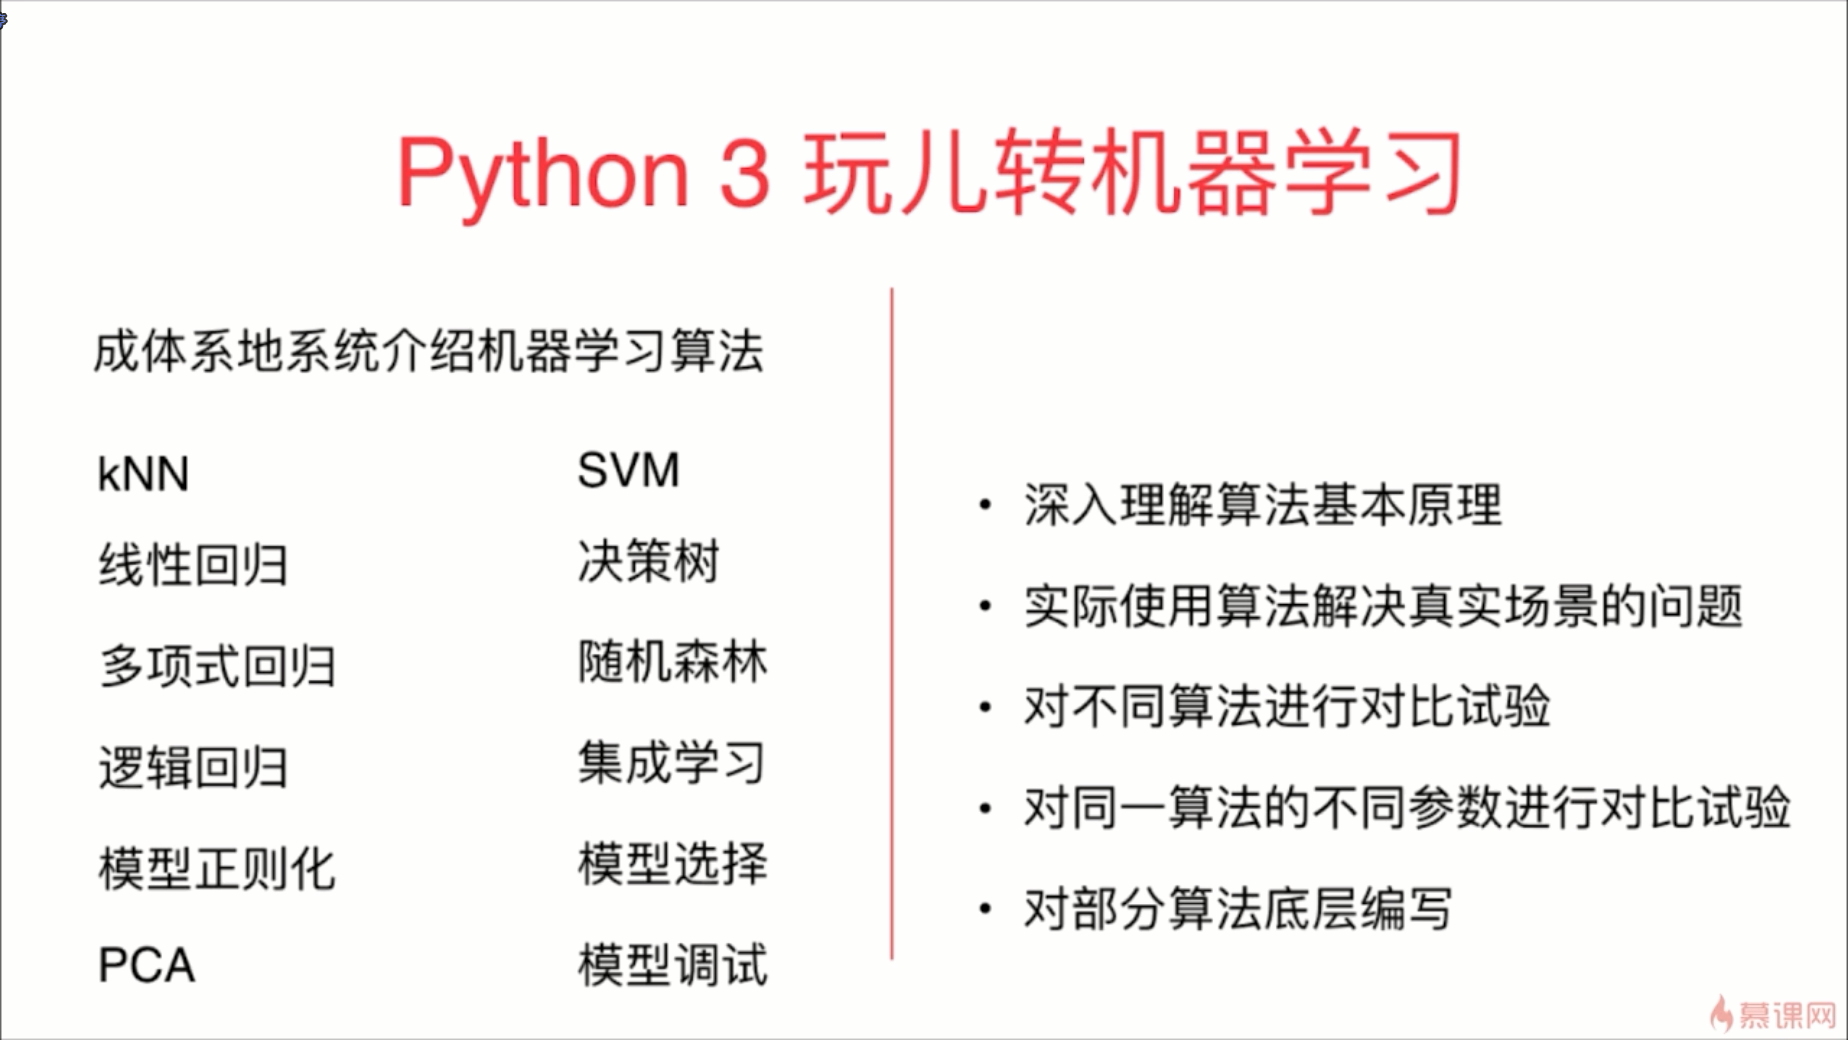 Python 3 玩儿转机器学习
成体系地系统介绍机器学习算法
kNN
线性回归
多项式回归
逻辑回归
模型正则化
PCA
SVM
决策树
随机森林
集成学习
模型选择
模型调试
• 深入理解算法基本原理
• 实际使用算法解决真实场景的问题
• 对不同算法进行对比试验
• 对同一算法的不同参数进行对比试验
• 对部分算法底层编写
慕课网